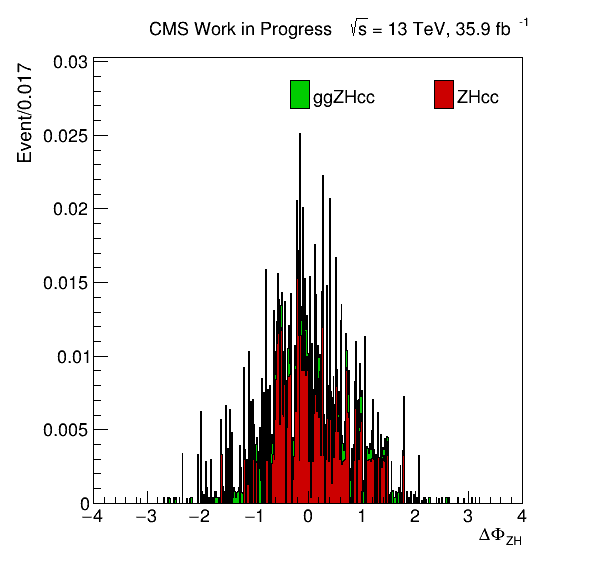 CMS Work in Progress √s = 13 TeV, 35.9 fb -1
Event/0.017
0.03
ggZHcc ZHcc
0.025
0.02
0.015
0.01
0.005
0
−4 −3 −2 −1 0 1 2 3 4
ΔΦZH